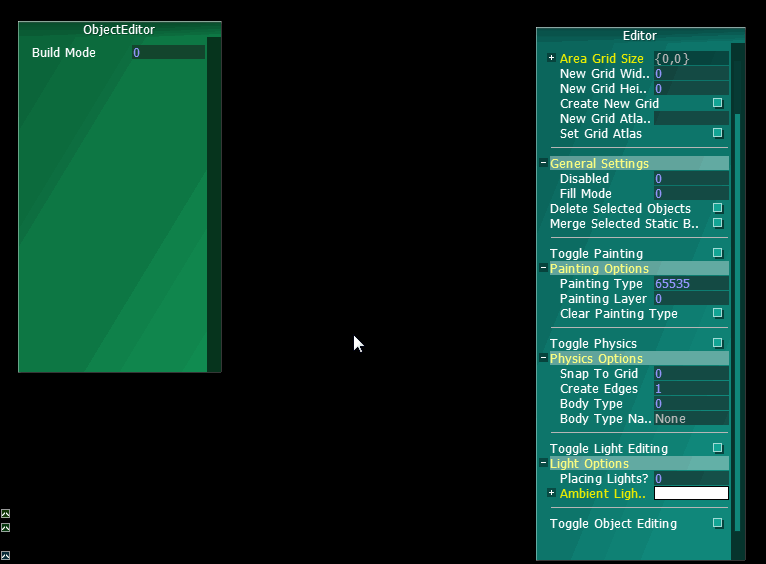 ObjectEditor
Build Mode 0
Editor
Area Grid Size {0,0}
New Grid Wid.. 0
New Grid Hei.. 0
Create New Grid
New Grid Atla..
Set Grid Atlas
General Settings
Disabled 0
Fill Mode 0
Delete Selected Objects
Merge Selected Static B..
Toggle Painting
Painting Options
Painting Type 65535
Painting Layer 0
Clear Painting Type
Toggle Physics
Physics Options
Snap To Grid 0
Create Edges 1
Body Type 0
Body Type Na.. None
Toggle Light Editing
Light Options
Placing Lights? 0
Ambient Ligh..
Toggle Object Editing